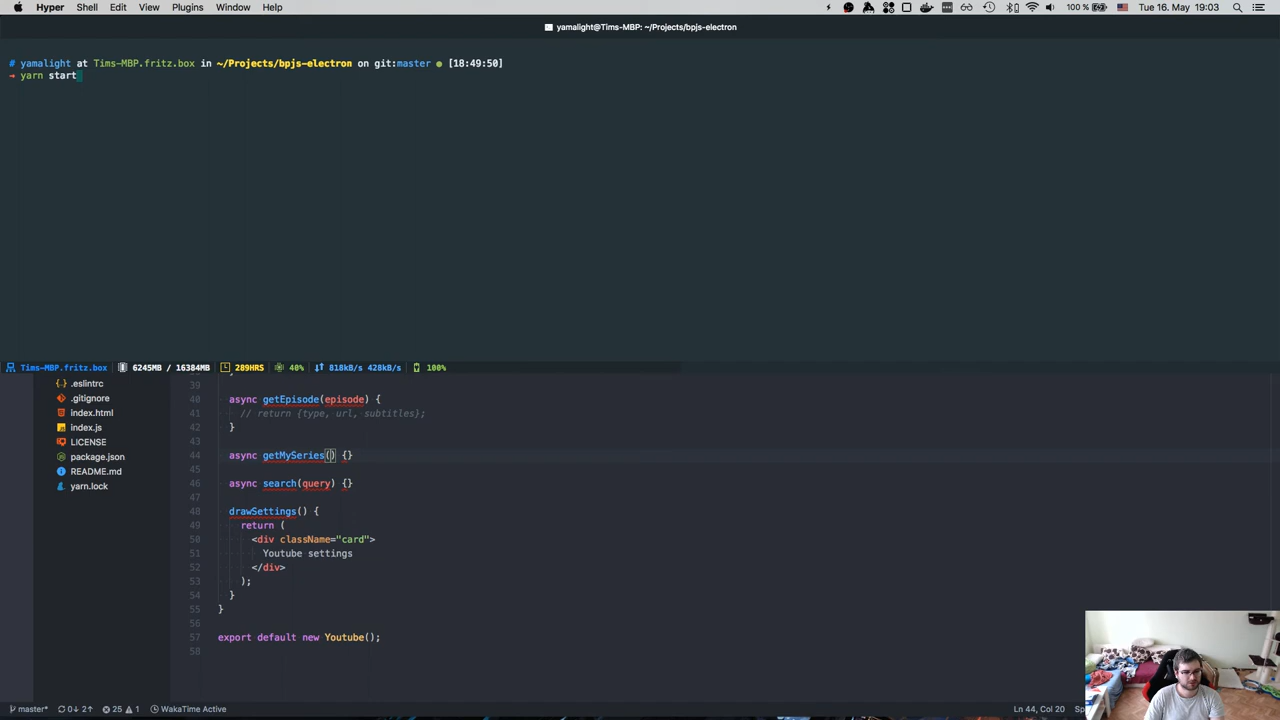 Hyper Shell Edit View Plugins Window Help 100 % Tue 16. May 19:03
yamalight@Tims-MBP: ~/Projects/bpjs-electron
# yamalight at Tims-MBP.fritz.box in ~/Projects/bpjs-electron on git:master ● [18:49:50]
→ yarn start
Tims-MBP.fritz.box 6245MB / 16384MB 289HRS 40% 818kB/s 428kB/s 100%
.eslintrc
.gitignore
index.html
index.js
LICENSE
package.json
README.md
yarn.lock
39
40 async getEpisode(episode) {
41 // return {type, url, subtitles};
42 }
43
44 async getMySeries() {}
45
46 async search(query) {}
47
48 drawSettings() {
49 return (
50 <div className="card">
51 Youtube settings
52 </div>
53 );
54 }
55 }
56
57 export default new Youtube();
58
master* 0↓ 2↑ 25 1 WakaTime Active Ln 44, Col 20